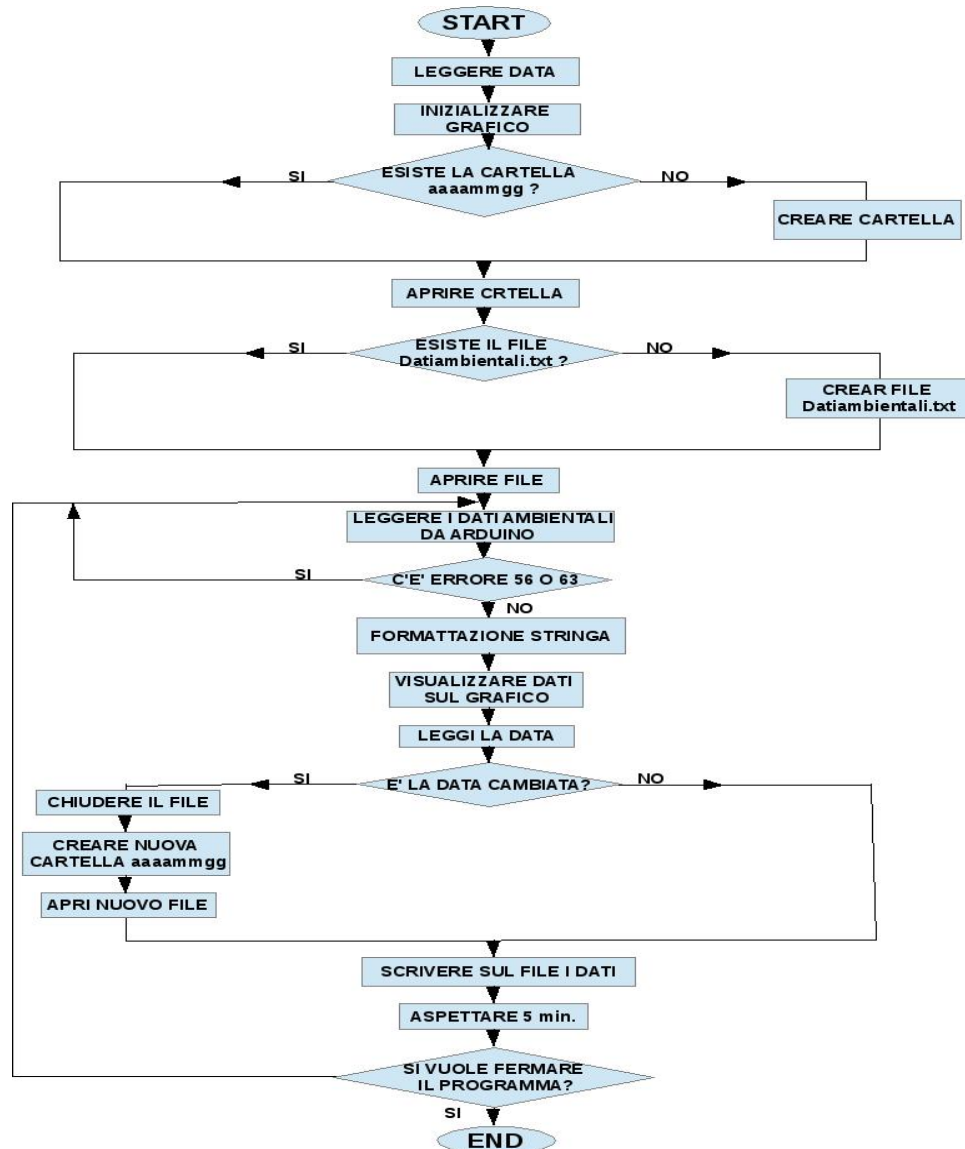 START
LEGGERE DATA
INIZIALIZZARE
GRAFICO
ESISTE LA CARTELLA
aaaammgg ?
SI
NO
CREARE CARTELLA
APRIRE CRTELLA
ESISTE IL FILE
Datiambientali.txt ?
SI
NO
CREAR FILE
Datiambientali.txt
APRIRE FILE
LEGGERE I DATI AMBIENTALI
DA ARDUINO
C'E' ERRORE 56 O 63
SI
NO
FORMATTAZIONE STRINGA
VISUALIZZARE DATI
SUL GRAFICO
LEGGI LA DATA
E' LA DATA CAMBIATA?
SI
NO
CHIUDERE IL FILE
CREARE NUOVA
CARTELLA aaaammgg
APRI NUOVO FILE
SCRIVERE SUL FILE I DATI
ASPETTARE 5 min.
SI VUOLE FERMARE
IL PROGRAMMA?
SI
END